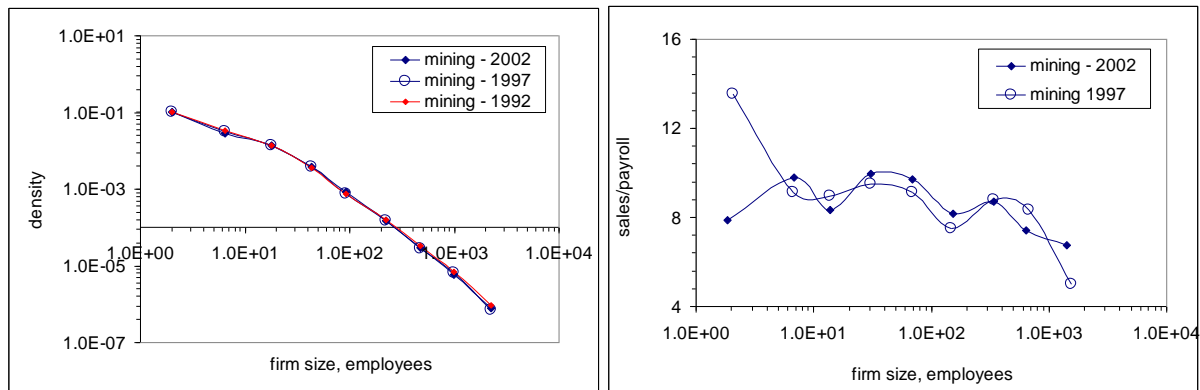 1.0E+01
1.0E-01
1.0E-03
1.0E-05
1.0E-07
density
mining - 2002
mining - 1997
mining - 1992
1.0E+00 1.0E+01 1.0E+02 1.0E+03 1.0E+04
firm size, employees
16
12
8
4
sales/payroll
mining - 2002
mining 1997
1.0E+00 1.0E+01 1.0E+02 1.0E+03 1.0E+04
firm size, employees